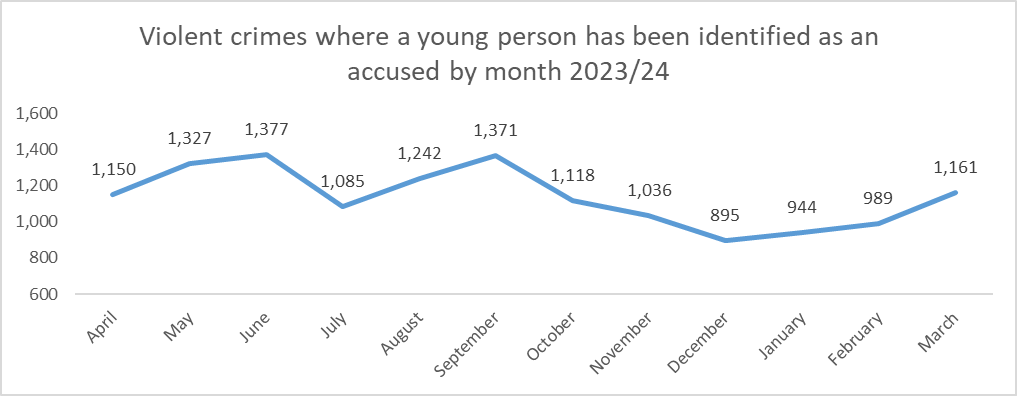 Violent crimes where a young person has been identified as an
accused by month 2023/24
1,600
1,400
1,200
1,000
800
600
1,150
1,327
1,377
1,085
1,242
1,371
1,118
1,036
895
944
989
1,161
April
May
June
July
August
September
October
November
December
January
February
March